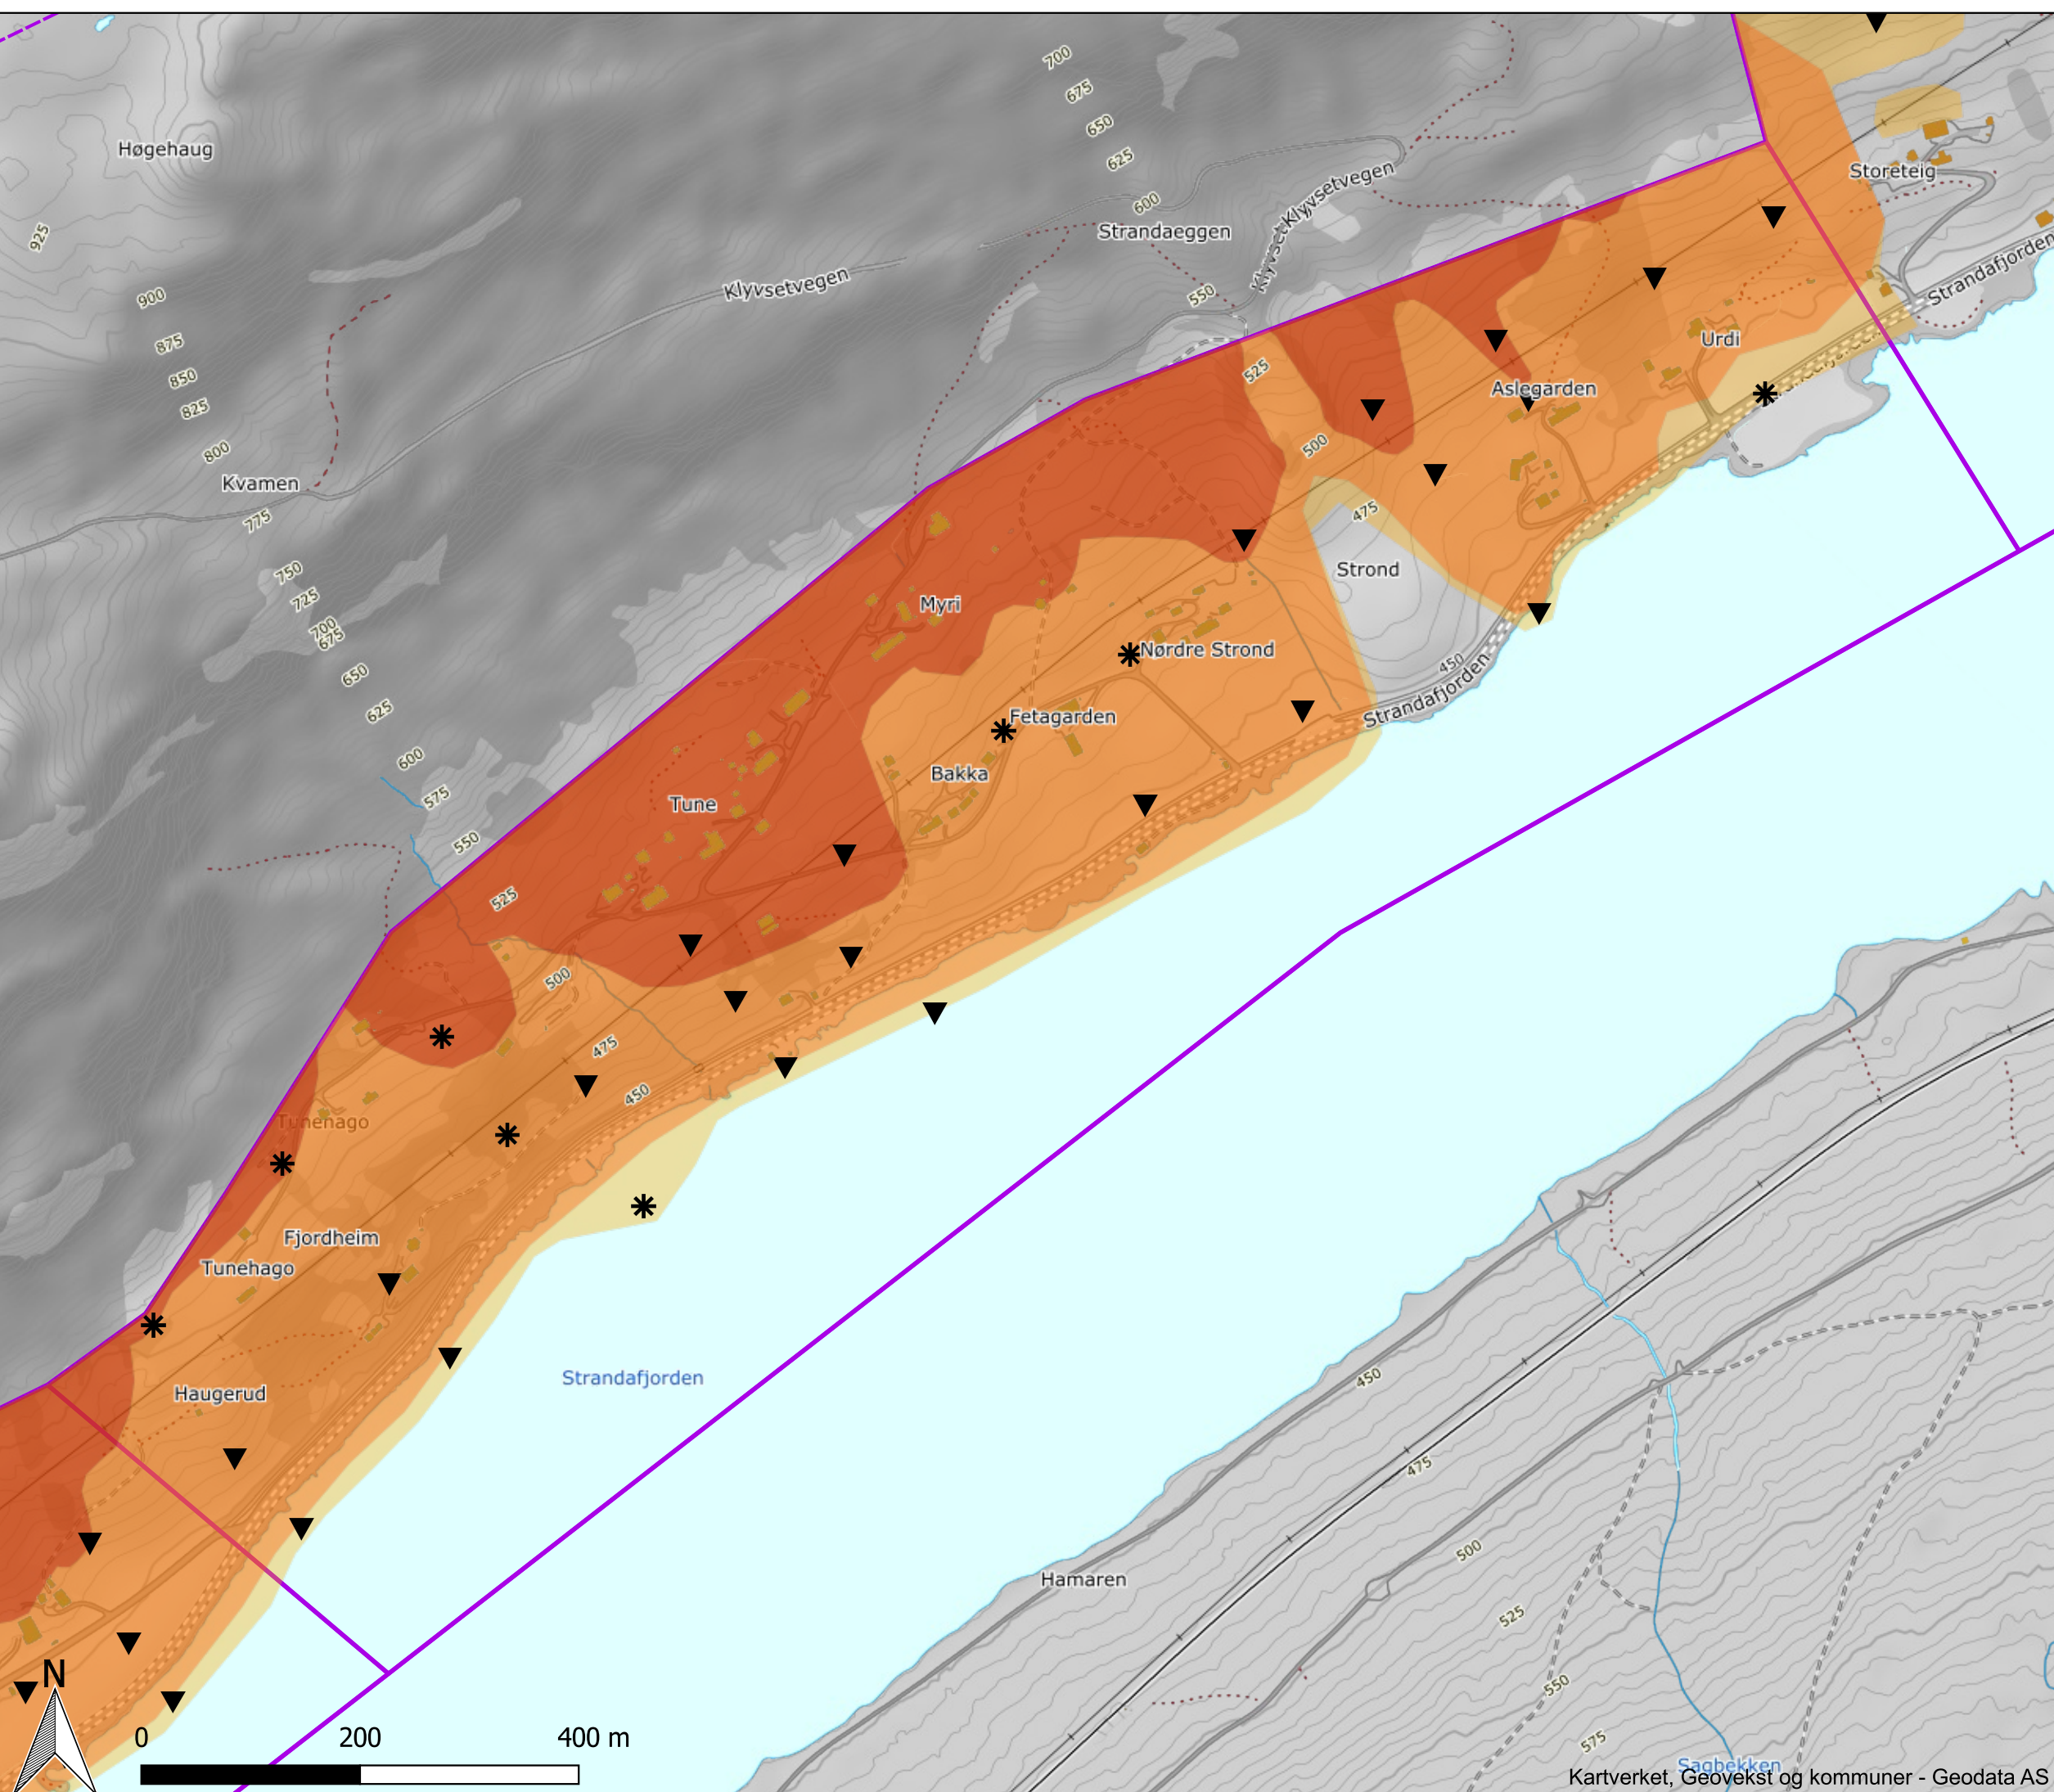 700
675
650
625
600
Høgehaug
Klyvsetvegen
Klyvsetvegen
Storeteig
925
Strandaeggen
Strandafjorden
900
Klyvsetvegen
550
875
Urdi
850
525
Aslegarden
825
800
500
Kvamen
475
775
750
Strond
725
Myri
700
675
Nørdre Strond
650
450
Strandafjorden
625
Fetagarden
600
Bakka
575
Tune
550
525
500
475
450
Tunenago
Fjordheim
Tunehago
Strandafjorden
450
Haugerud
475
500
Hamaren
525
N
550
0 200 400 m
575
Sagbekken
Kartverket, Geovekst og kommuner - Geodata AS